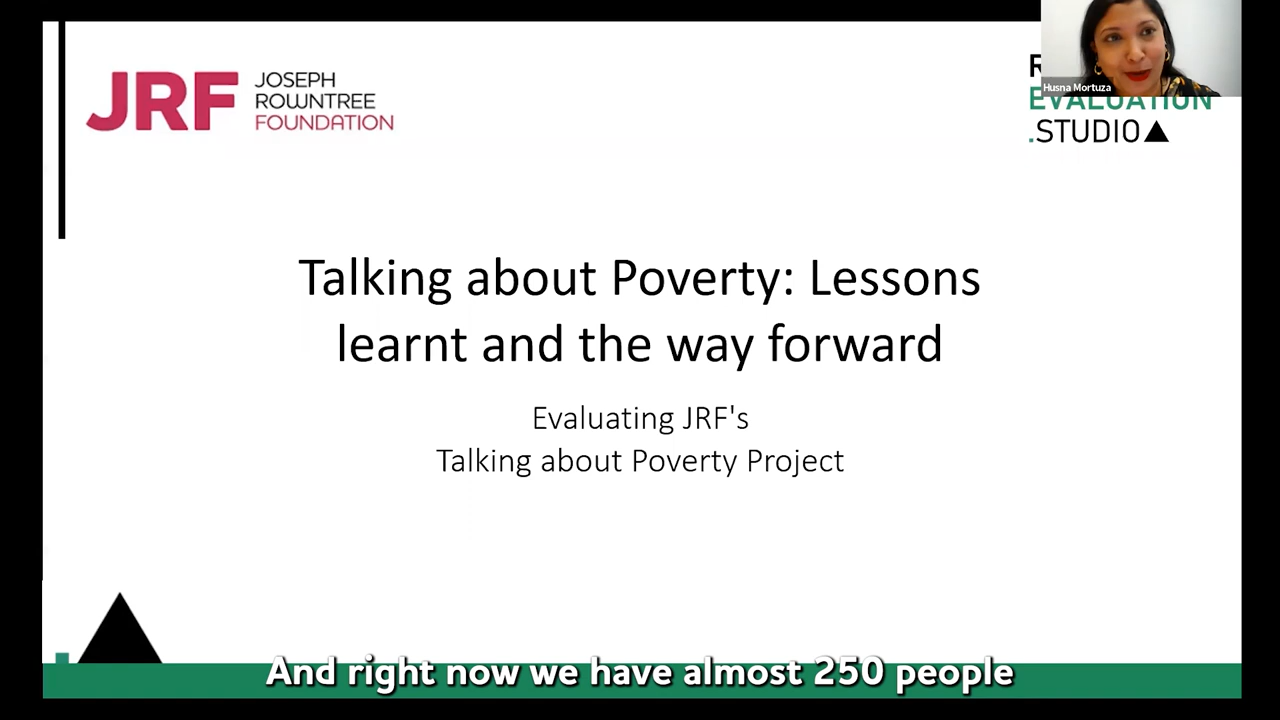 JRF
JOSEPH
ROUNTREE
FOUNDATION
Husna Mortuza
EVALUATION
.STUDIO
Talking about Poverty: Lessons
learnt and the way forward
Evaluating JRF's
Talking about Poverty Project
And right now we have almost 250 people